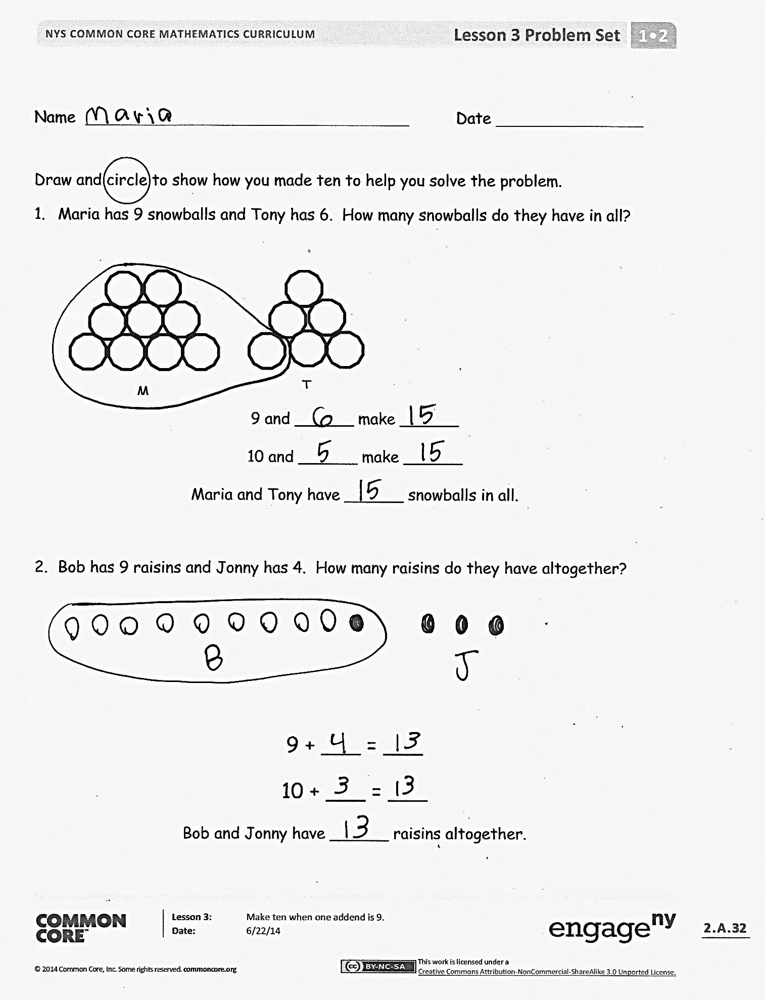 NYS COMMON CORE MATHEMATICS CURRICULUM Lesson 3 Problem Set 1•2
Name Maria Date
Draw and circle to show how you made ten to help you solve the problem.
1. Maria has 9 snowballs and Tony has 6. How many snowballs do they have in all?
M T
9 and 6 make 15
10 and 5 make 15
Maria and Tony have 15 snowballs in all.
2. Bob has 9 raisins and Jonny has 4. How many raisins do they have altogether?
B J
9 + 4 = 13
10 + 3 = 13
Bob and Jonny have 13 raisins altogether.
COMMON CORE™
Lesson 3: Make ten when one addend is 9.
Date: 6/22/14
engageny 2.A.32
© 2014 Common Core, Inc. Some rights reserved. commoncore.org
(cc) BY-NC-SA This work is licensed under a
Creative Commons Attribution-NonCommercial-ShareAlike 3.0 Unported License.